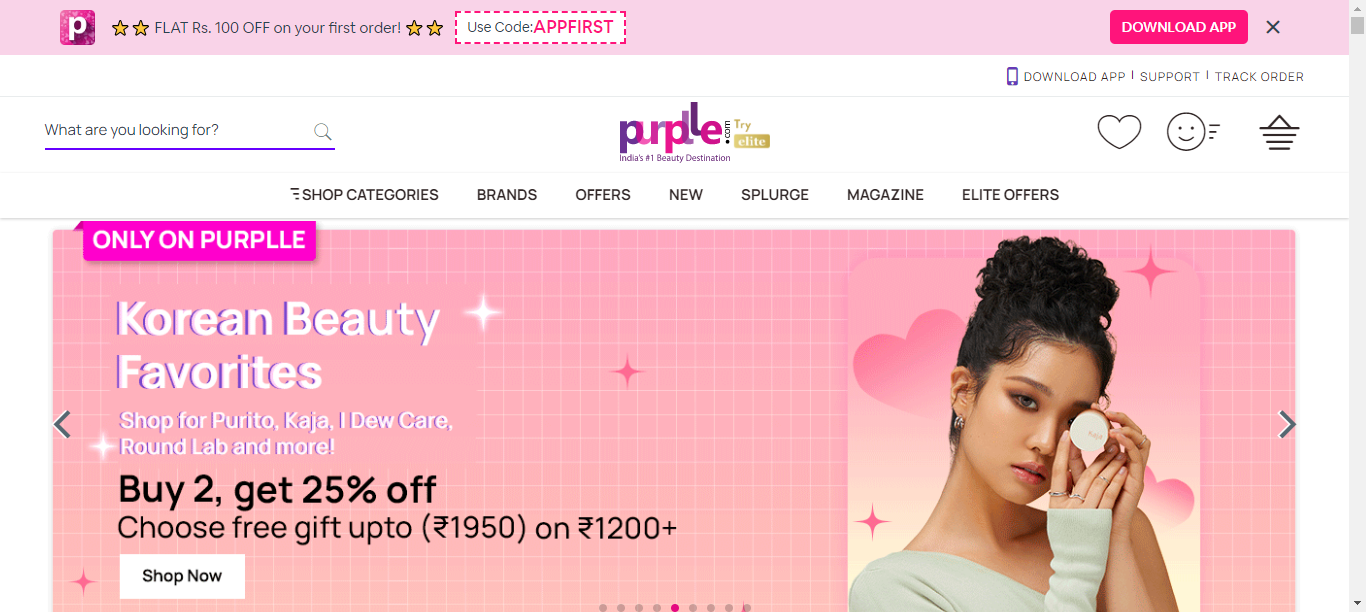 p
FLAT Rs. 100 OFF on your first order!
Use Code:APPFIRST
DOWNLOAD APP
DOWNLOAD APP | SUPPORT | TRACK ORDER
What are you looking for?
purplle.com
Try
elite
India's #1 Beauty Destination
SHOP CATEGORIES BRANDS OFFERS NEW SPLURGE MAGAZINE ELITE OFFERS
ONLY ON PURPLLE
Korean Beauty
Favorites
Shop for Purito, Kaja, I Dew Care,
Round Lab and more!
Buy 2, get 25% off
Choose free gift upto (₹1950) on ₹1200+
Shop Now
Kaja